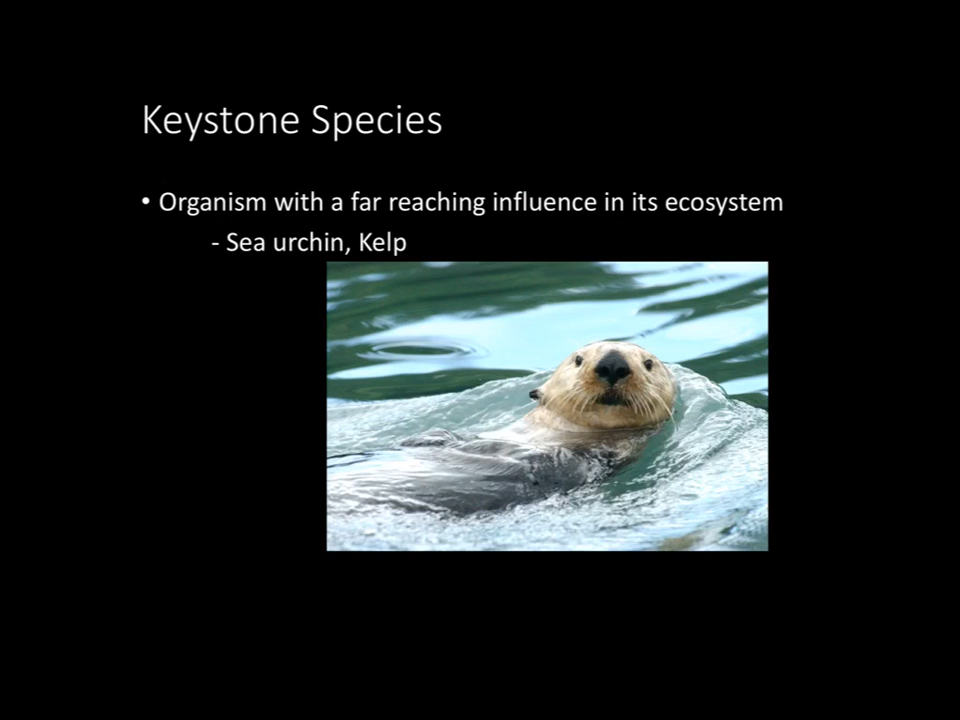 Keystone Species
• Organism with a far reaching influence in its ecosystem
- Sea urchin, Kelp